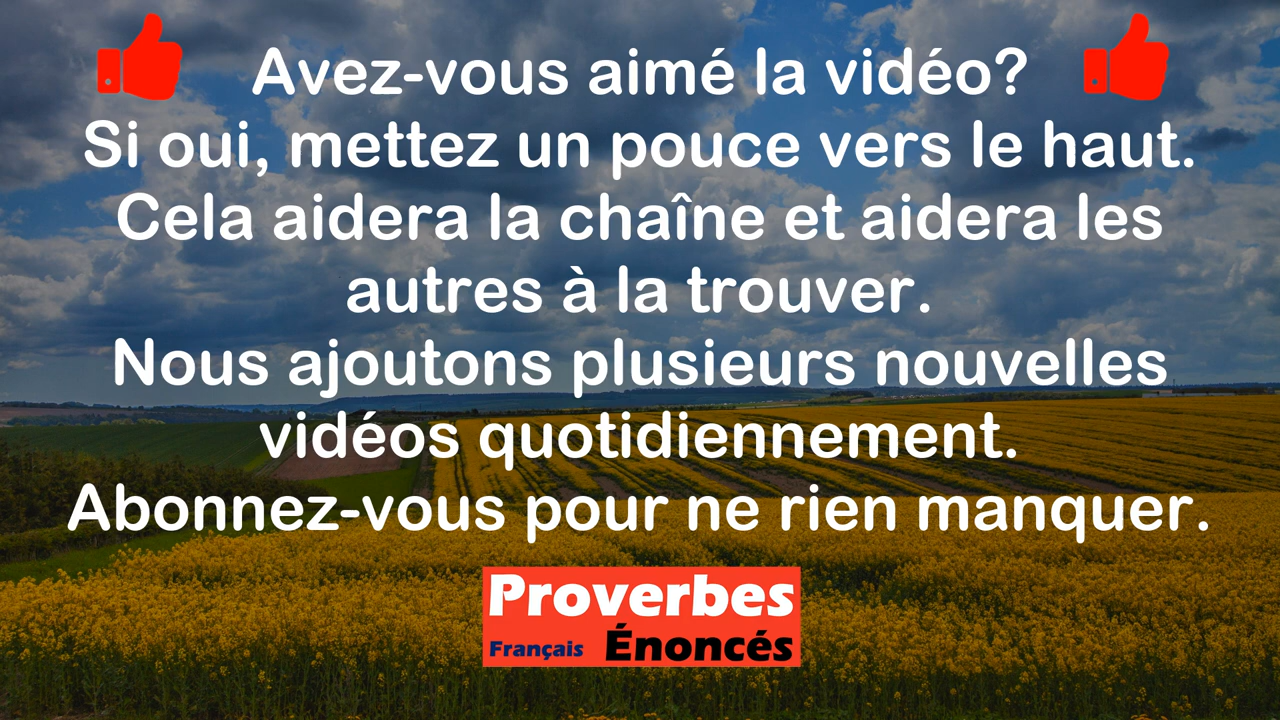 Avez-vous aimé la vidéo?
Si oui, mettez un pouce vers le haut.
Cela aidera la chaîne et aidera les
autres à la trouver.
Nous ajoutons plusieurs nouvelles
vidéos quotidiennement.
Abonnez-vous pour ne rien manquer.
Proverbes
Français Énoncés